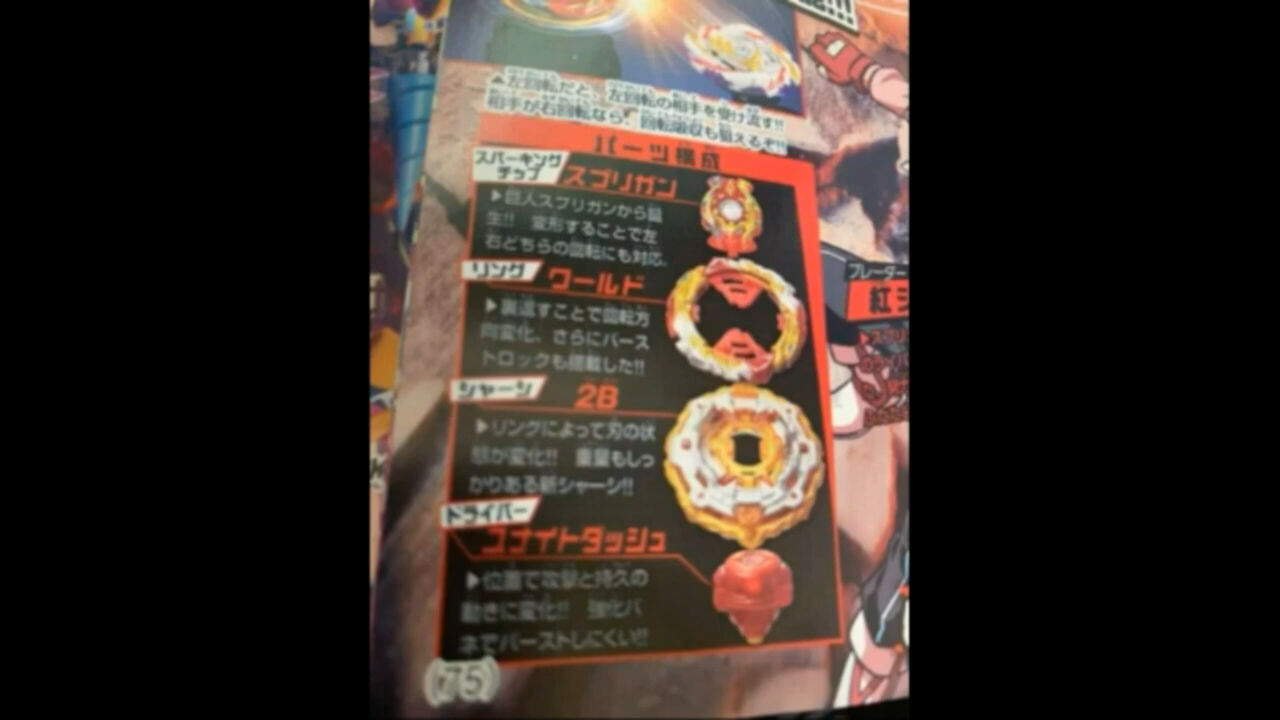 ▲左回転だと、左回転の相手を受け流す!!
相手が右回転なら、回転吸収も狙えるぞ!!
パーツ構成
スパーキング
チップ
スプリガン
▶巨人スプリガンから誕
生!! 変形することで左
右どちらの回転にも対応。
リング
ワールド
▶裏返すことで回転方
向変化、さらにバース
トロックも搭載した!!
シャーシ
2B
▶リングによって刃の状
態が変化!! 重量もしっ
かりある新シャーシ!!
ドライバー
ユナイトダッシュ
▶位置で攻撃と持久の
動きに変化!! 強化バ
ネでバーストしにくい!!
(75)
ブレーダー
紅シ